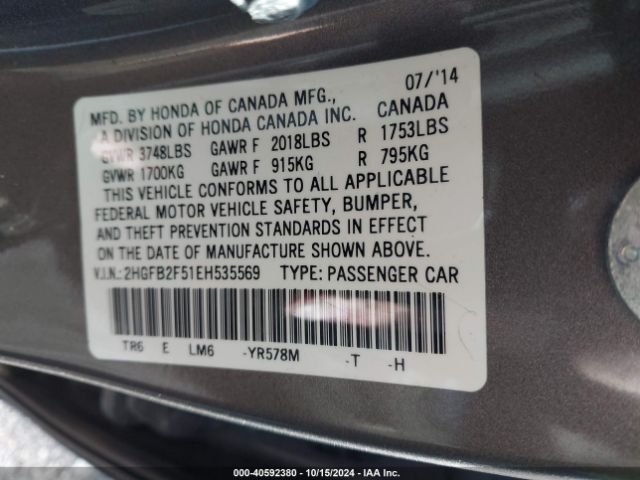 07/'14
MFD. BY HONDA OF CANADA MFG.,
A DIVISION OF HONDA CANADA INC. CANADA
GVWR 3748LBS GAWR F 2018LBS R 1753LBS
GVWR 1700KG GAWR F 915KG R 795KG
THIS VEHICLE CONFORMS TO ALL APPLICABLE
FEDERAL MOTOR VEHICLE SAFETY, BUMPER,
AND THEFT PREVENTION STANDARDS IN EFFECT
ON THE DATE OF MANUFACTURE SHOWN ABOVE.
V.I.N.: 2HGFB2F51EH535569 TYPE: PASSENGER CAR
TR6 E LM6 -YR578M -T -H
000-40592380 | 10/15/2024 | IAA Inc.